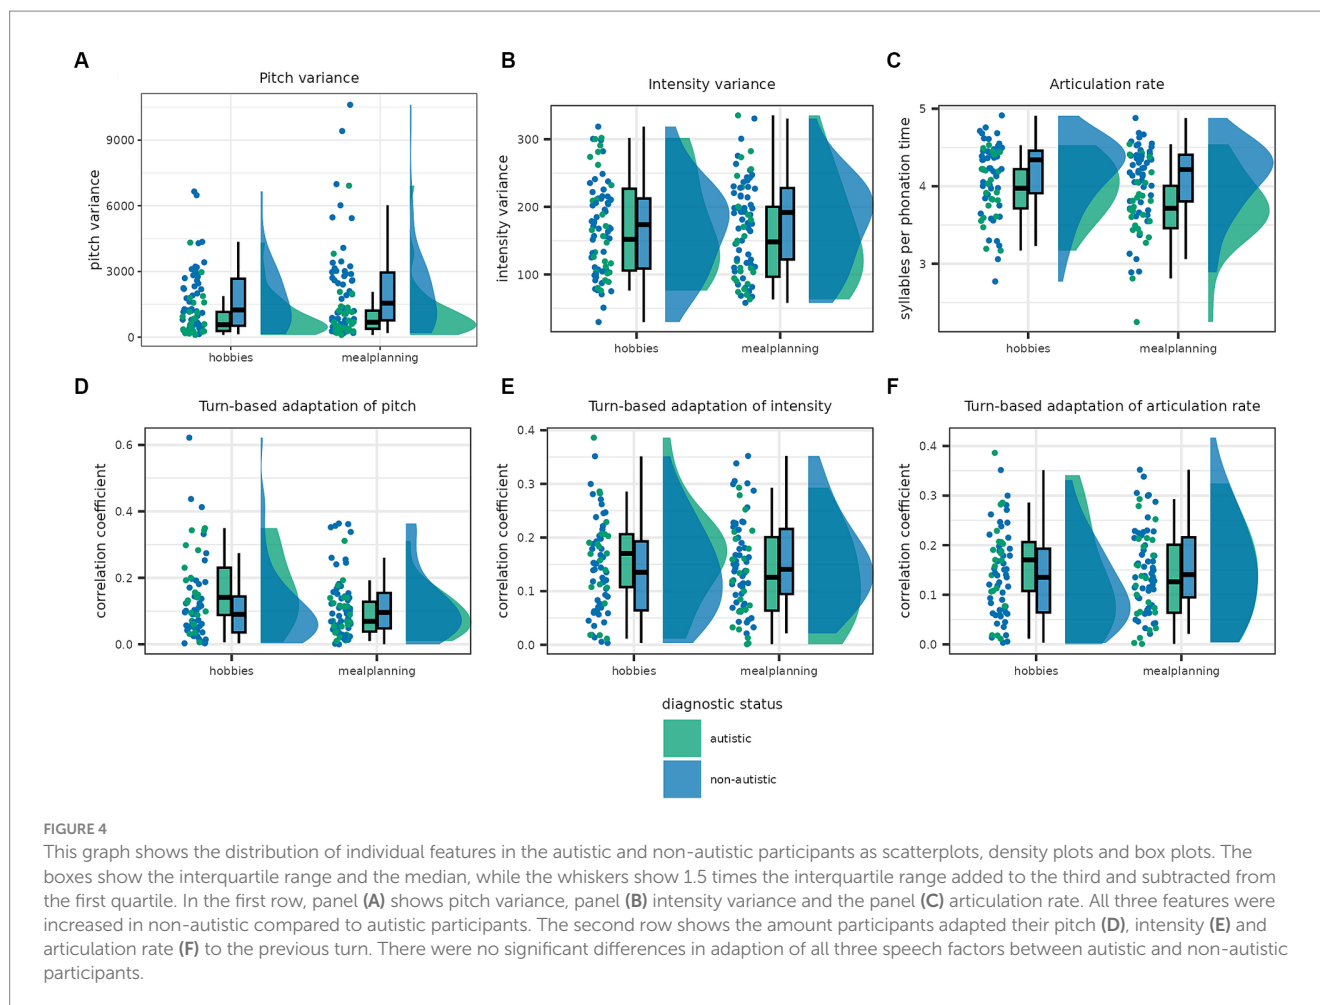 A
Pitch variance
pitch variance
9000
6000
3000
0
hobbies
mealplanning
B
Intensity variance
intensity variance
300
200
100
hobbies
mealplanning
C
Articulation rate
syllables per phonation time
5
4
3
hobbies
mealplanning
D
Turn-based adaptation of pitch
correlation coefficient
0.6
0.4
0.2
0.0
hobbies
mealplanning
E
Turn-based adaptation of intensity
correlation coefficient
0.4
0.3
0.2
0.1
0.0
hobbies
mealplanning
F
Turn-based adaptation of articulation rate
correlation coefficient
0.4
0.3
0.2
0.1
0.0
hobbies
mealplanning
diagnostic status
autistic
non-autistic
FIGURE 4
This graph shows the distribution of individual features in the autistic and non-autistic participants as scatterplots, density plots and box plots. The
boxes show the interquartile range and the median, while the whiskers show 1.5 times the interquartile range added to the third and subtracted from
the first quartile. In the first row, panel (A) shows pitch variance, panel (B) intensity variance and the panel (C) articulation rate. All three features were
increased in non-autistic compared to autistic participants. The second row shows the amount participants adapted their pitch (D), intensity (E) and
articulation rate (F) to the previous turn. There were no significant differences in adaption of all three speech factors between autistic and non-autistic
participants.